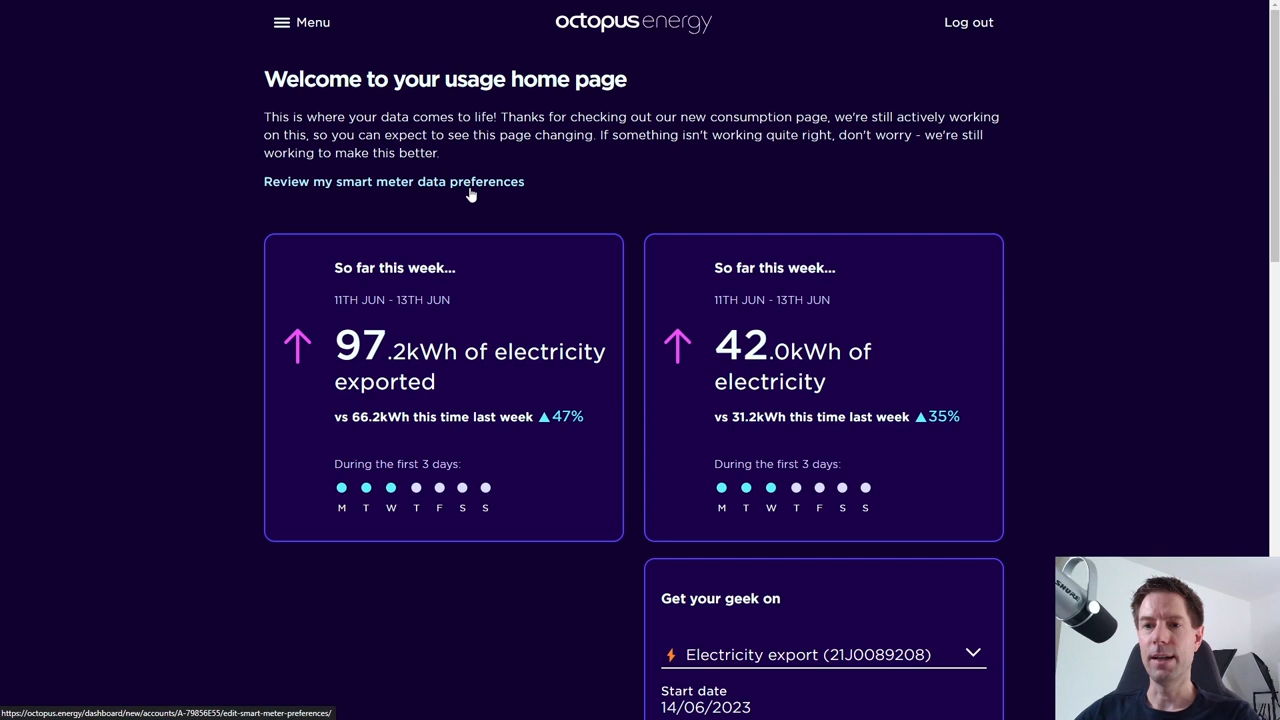 Menu
octopus energy
Log out
Welcome to your usage home page
This is where your data comes to life! Thanks for checking out our new consumption page, we're still actively working
on this, so you can expect to see this page changing. If something isn't working quite right, don't worry - we're still
working to make this better.
Review my smart meter data preferences
So far this week...
11TH JUN - 13TH JUN
97.2kWh of electricity
exported
vs 66.2kWh this time last week ▲47%
During the first 3 days:
M T W T F S S
So far this week...
11TH JUN - 13TH JUN
42.0kWh of
electricity
vs 31.2kWh this time last week ▲35%
During the first 3 days:
M T W T F S S
Get your geek on
Electricity export (21J0089208)
Start date
14/06/2023
SHURE
https://octopus.energy/dashboard/new/accounts/A-79856E55/edit-smart-meter-preferences/